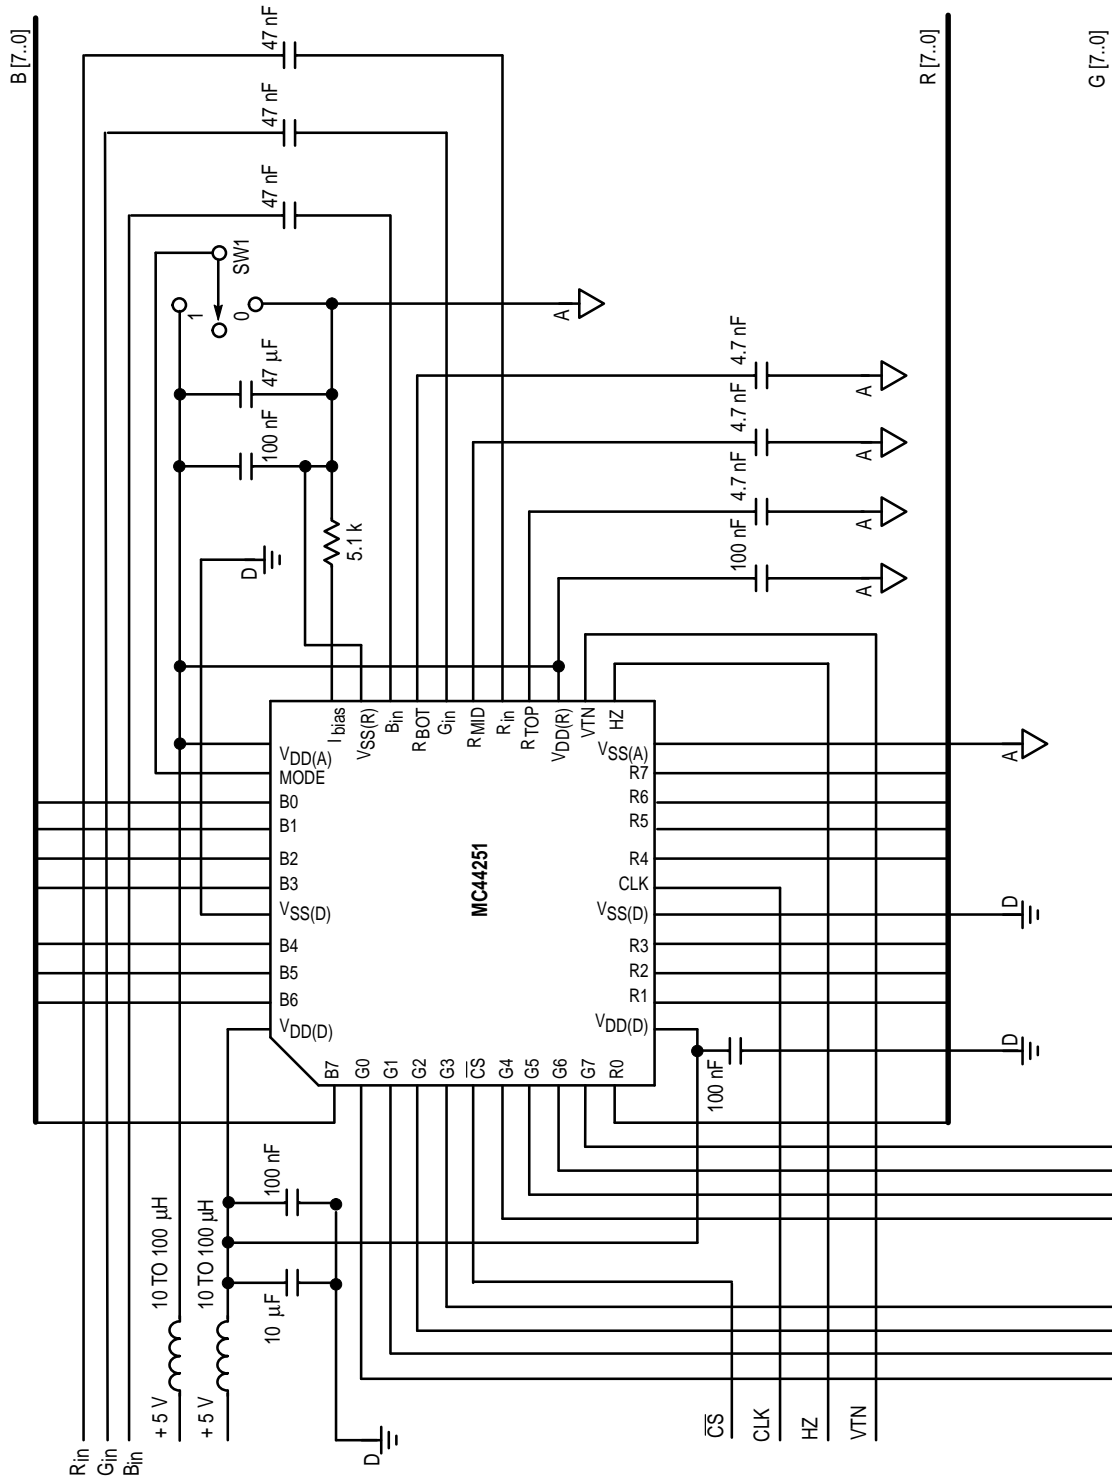 B [7..0]
47 nF
47 nF
47 nF
SW1
1
0
47 µF
100 nF
5.1 k
D
A
4.7 nF
4.7 nF
4.7 nF
100 nF
A
A
A
A
R [7..0]
G [7..0]
Ibias
VSS(R)
Bin
RBOT
Gin
RMID
Rin
RTOP
VDD(R)
VTN
HZ
VDD(A)
MODE
B0
B1
B2
B3
VSS(D)
B4
B5
B6
VDD(D)
MC44251
VSS(A)
R7
R6
R5
R4
CLK
VSS(D)
R3
R2
R1
VDD(D)
B7
G0
G1
G2
G3
C̅S̅
G4
G5
G6
G7
R0
A
D
D
100 nF
100 nF
10 µF
10 TO 100 µH
10 TO 100 µH
+ 5 V
+ 5 V
D
Rin
Gin
Bin
C̅S̅
CLK
HZ
VTN